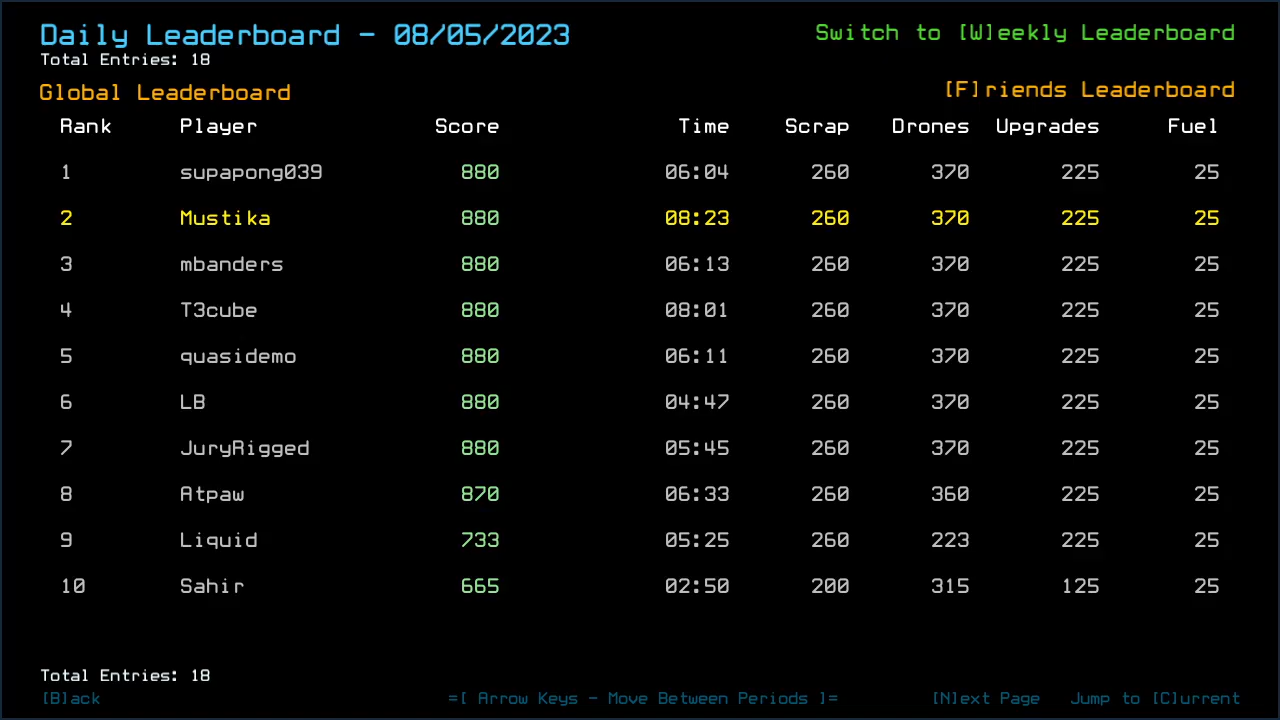 Daily Leaderboard - 08/05/2023 Switch to [W]eekly Leaderboard
Total Entries: 18
Global Leaderboard [F]riends Leaderboard
Rank Player Score Time Scrap Drones Upgrades Fuel
1 supapong039 880 06:04 260 370 225 25
2 Mustika 880 08:23 260 370 225 25
3 mbanders 880 06:13 260 370 225 25
4 T3cube 880 08:01 260 370 225 25
5 quasidemo 880 06:11 260 370 225 25
6 LB 880 04:47 260 370 225 25
7 JuryRigged 880 05:45 260 370 225 25
8 Atpaw 870 06:33 260 360 225 25
9 Liquid 733 05:25 260 223 225 25
10 Sahir 665 02:50 200 315 125 25
Total Entries: 18
[B]ack =[ Arrow Keys - Move Between Periods ]= [N]ext Page Jump to [C]urrent